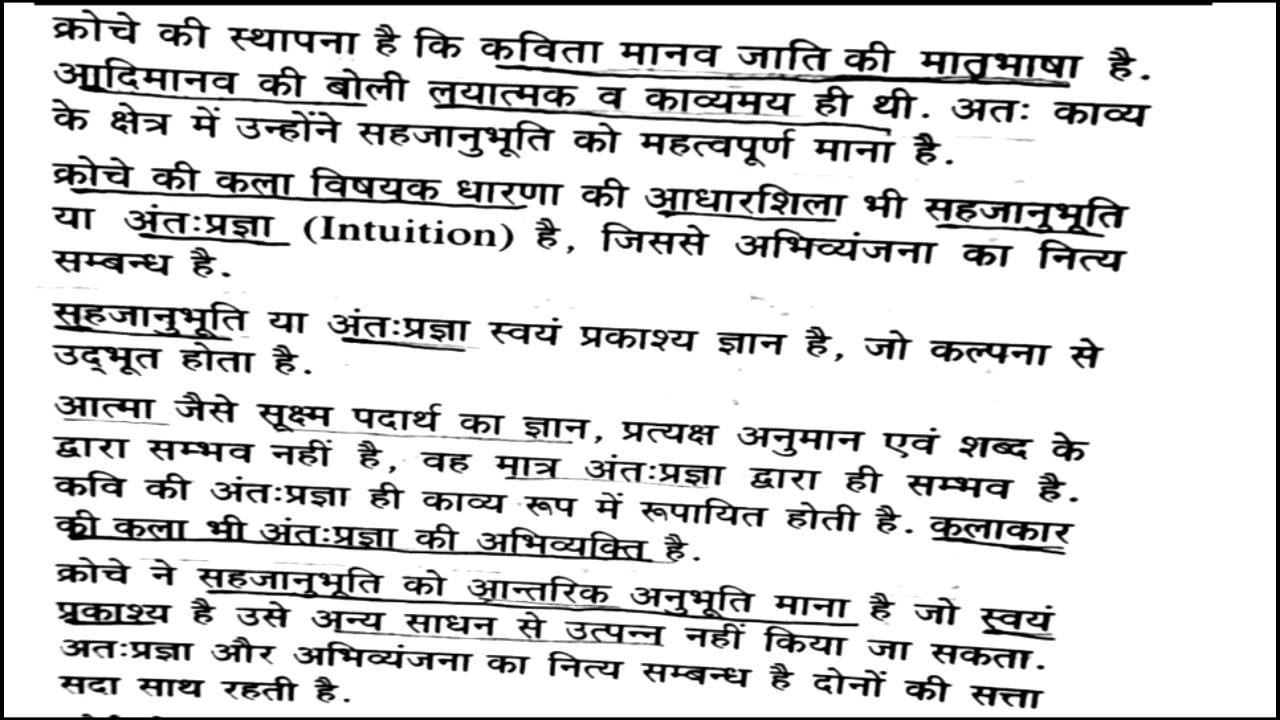 क्रोचे की स्थापना है कि कविता मानव जाति की मातृभाषा है.
आदिमानव की बोली लयात्मक व काव्यमय ही थी. अतः काव्य
के क्षेत्र में उन्होंने सहजानुभूति को महत्वपूर्ण माना है.
क्रोचे की कला विषयक धारणा की आधारशिला भी सहजानुभूति
या अंतःप्रज्ञा (Intuition) है, जिससे अभिव्यंजना का नित्य
सम्बन्ध है.
सहजानुभूति या अंतःप्रज्ञा स्वयं प्रकाश्य ज्ञान है, जो कल्पना से
उद्‌भूत होता है.
आत्मा जैसे सूक्ष्म पदार्थ का ज्ञान, प्रत्यक्ष अनुमान एवं शब्द के
द्वारा सम्भव नहीं है, वह मात्र अंतःप्रज्ञा द्वारा ही सम्भव है.
कवि की अंतःप्रज्ञा ही काव्य रूप में रूपायित होती है. कलाकार
की कला भी अंतःप्रज्ञा की अभिव्यक्ति है.
क्रोचे ने सहजानुभूति को आन्तरिक अनुभूति माना है जो स्वयं
प्रकाश्य है उसे अन्य साधन से उत्पन्न नहीं किया जा सकता.
अतःप्रज्ञा और अभिव्यंजना का नित्य सम्बन्ध है दोनों की सत्ता
सदा साथ रहती है.